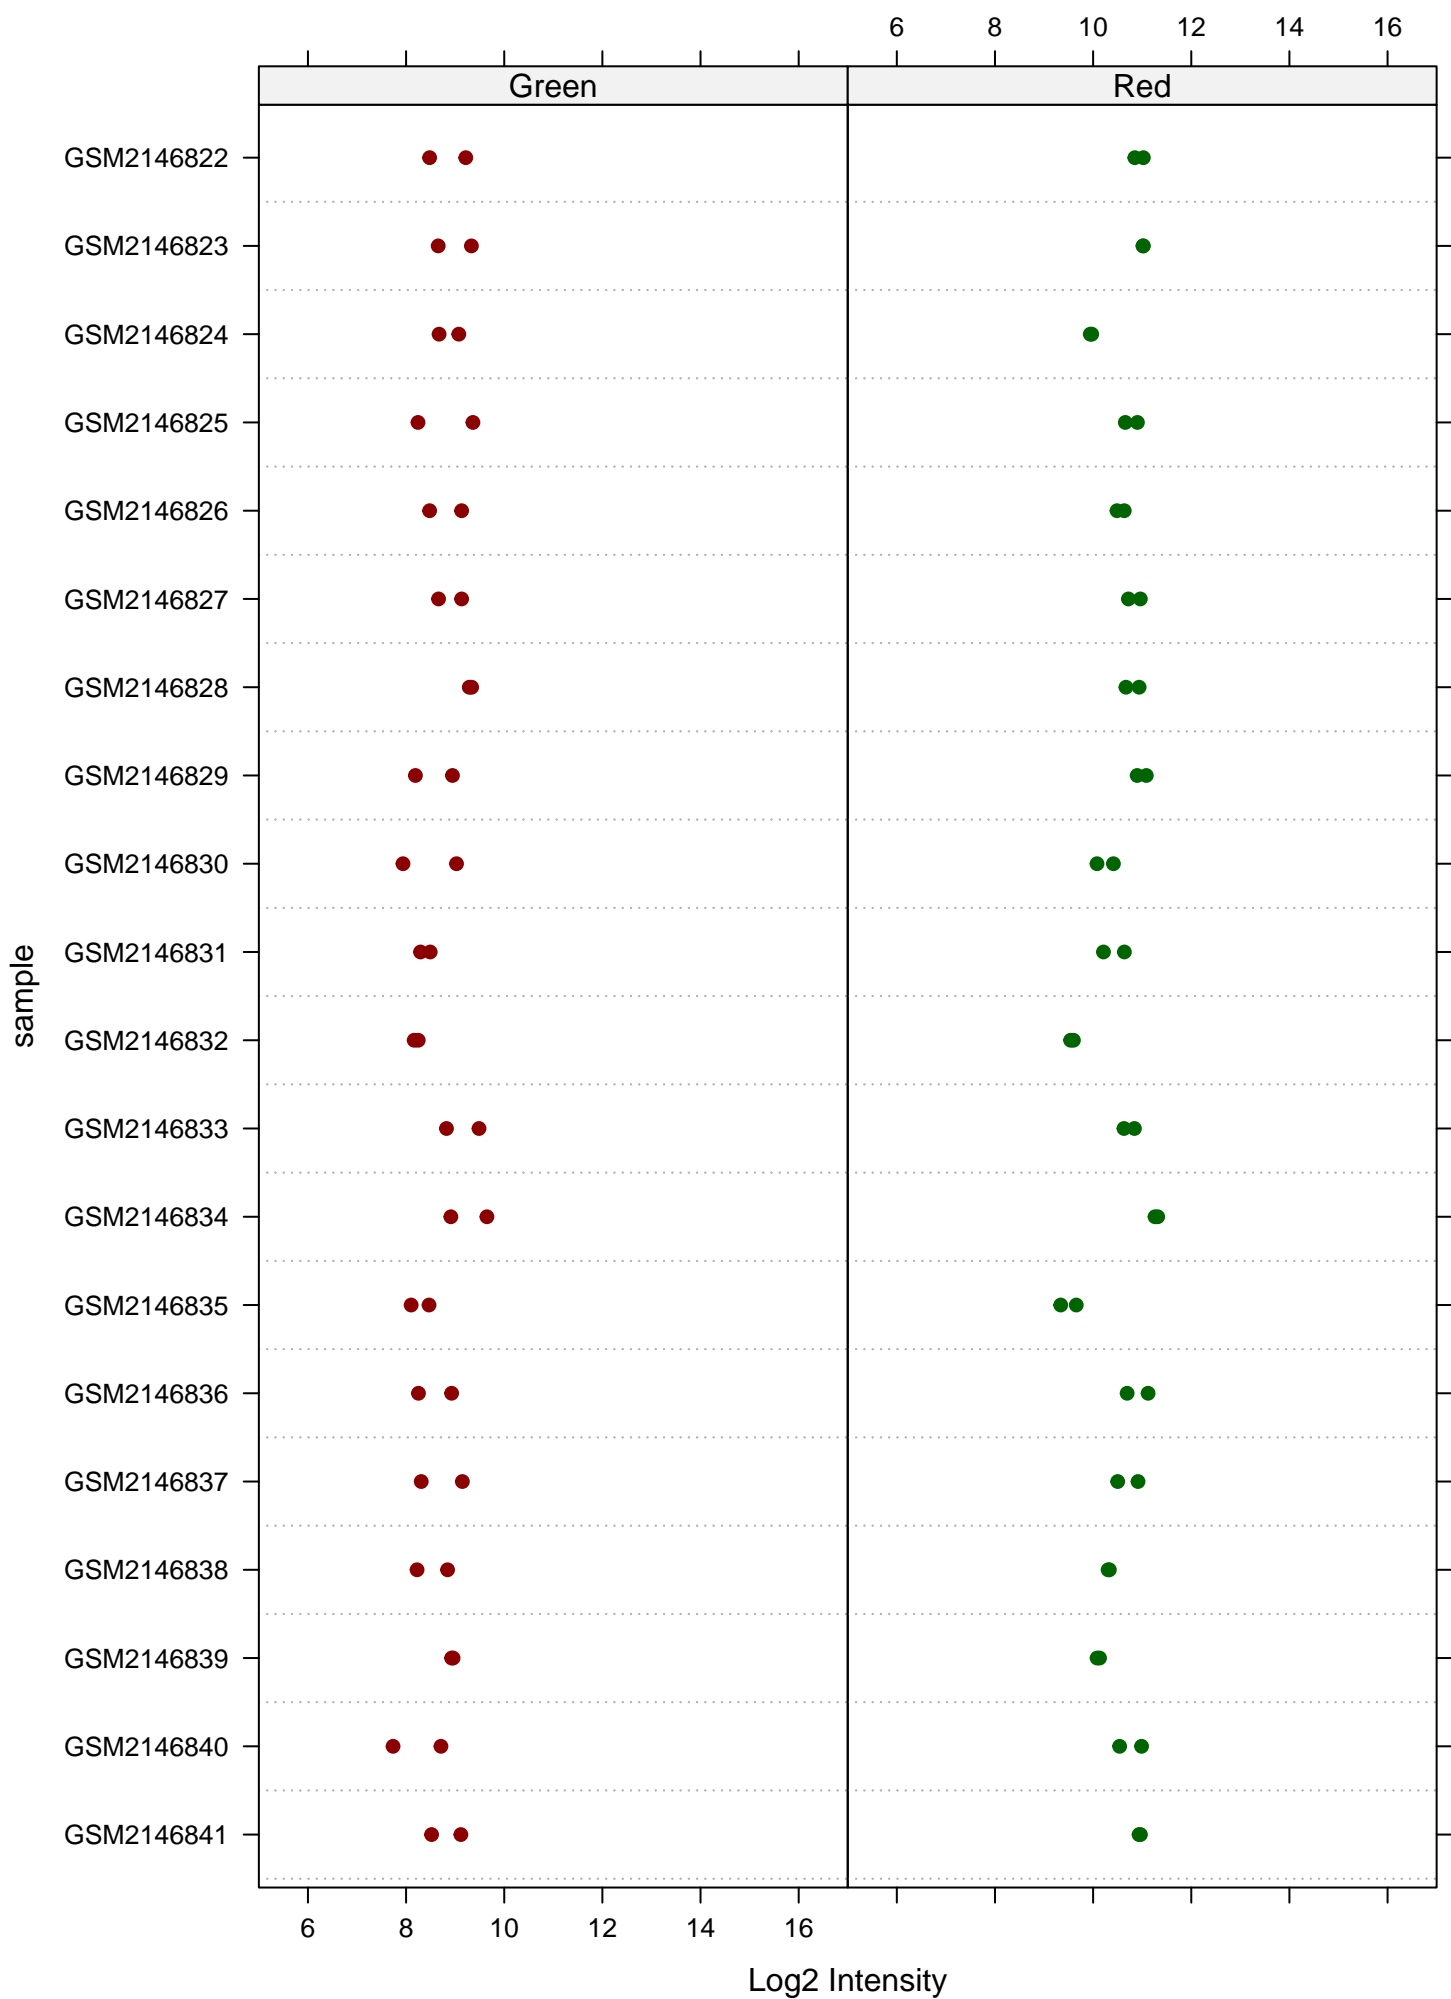 6 8 10 12 14 16
Green Red
GSM2146822
GSM2146823
GSM2146824
GSM2146825
GSM2146826
GSM2146827
GSM2146828
GSM2146829
GSM2146830
GSM2146831
GSM2146832
GSM2146833
GSM2146834
GSM2146835
GSM2146836
GSM2146837
GSM2146838
GSM2146839
GSM2146840
GSM2146841
sample
6 8 10 12 14 16
Log2 Intensity